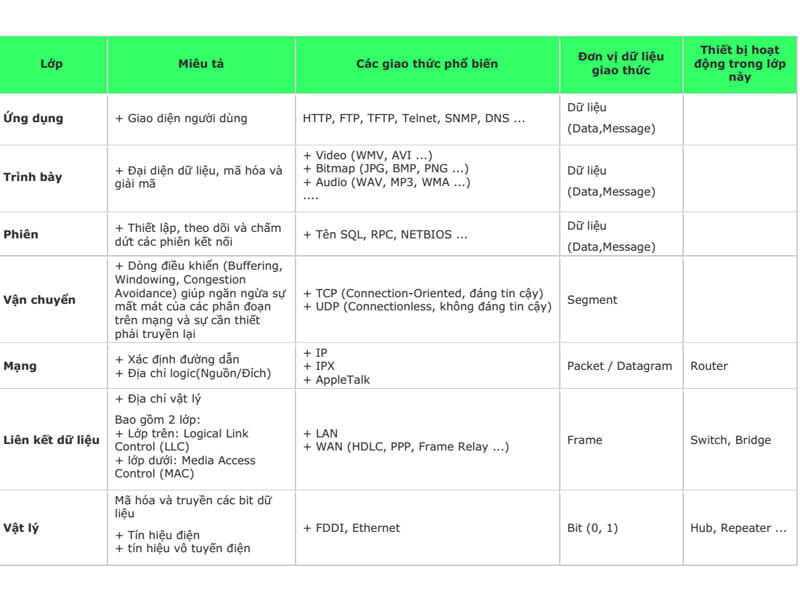 Lớp
Miêu tả
Các giao thức phổ biến
Đơn vị dữ liệu
giao thức
Thiết bị hoạt
động trong lớp
này
Ứng dụng
+ Giao diện người dùng
HTTP, FTP, TFTP, Telnet, SNMP, DNS ...
Dữ liệu
(Data,Message)
Trình bày
+ Đại diện dữ liệu, mã hóa và
giải mã
+ Video (WMV, AVI ...)
+ Bitmap (JPG, BMP, PNG ...)
+ Audio (WAV, MP3, WMA ...)
....
Dữ liệu
(Data,Message)
Phiên
+ Thiết lập, theo dõi và chấm
dứt các phiên kết nối
+ Tên SQL, RPC, NETBIOS ...
Dữ liệu
(Data,Message)
Vận chuyển
+ Dòng điều khiển (Buffering,
Windowing, Congestion
Avoidance) giúp ngăn ngừa sự
mất mát của các phân đoạn
trên mạng và sự cần thiết
phải truyền lại
+ TCP (Connection-Oriented, đáng tin cậy)
+ UDP (Connectionless, không đáng tin cậy)
Segment
Mạng
+ Xác định đường dẫn
+ Địa chỉ logic(Nguồn/Đích)
+ IP
+ IPX
+ AppleTalk
Packet / Datagram
Router
Liên kết dữ liệu
+ Địa chỉ vật lý
Bao gồm 2 lớp:
+ Lớp trên: Logical Link
Control (LLC)
+ lớp dưới: Media Access
Control (MAC)
+ LAN
+ WAN (HDLC, PPP, Frame Relay ...)
Frame
Switch, Bridge
Vật lý
Mã hóa và truyền các bit dữ
liệu
+ Tín hiệu điện
+ tín hiệu vô tuyến điện
+ FDDI, Ethernet
Bit (0, 1)
Hub, Repeater ...